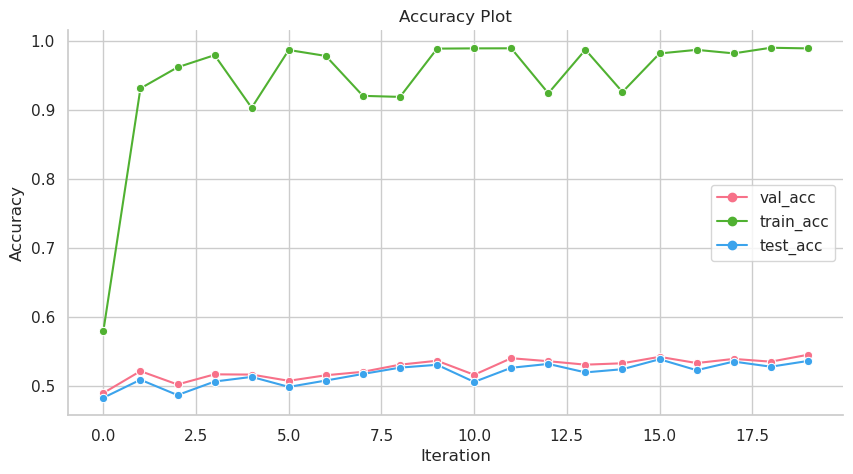 Accuracy Plot
1.0
0.9
0.8
0.7
0.6
0.5
Accuracy
val_acc
train_acc
test_acc
0.0 2.5 5.0 7.5 10.0 12.5 15.0 17.5
Iteration